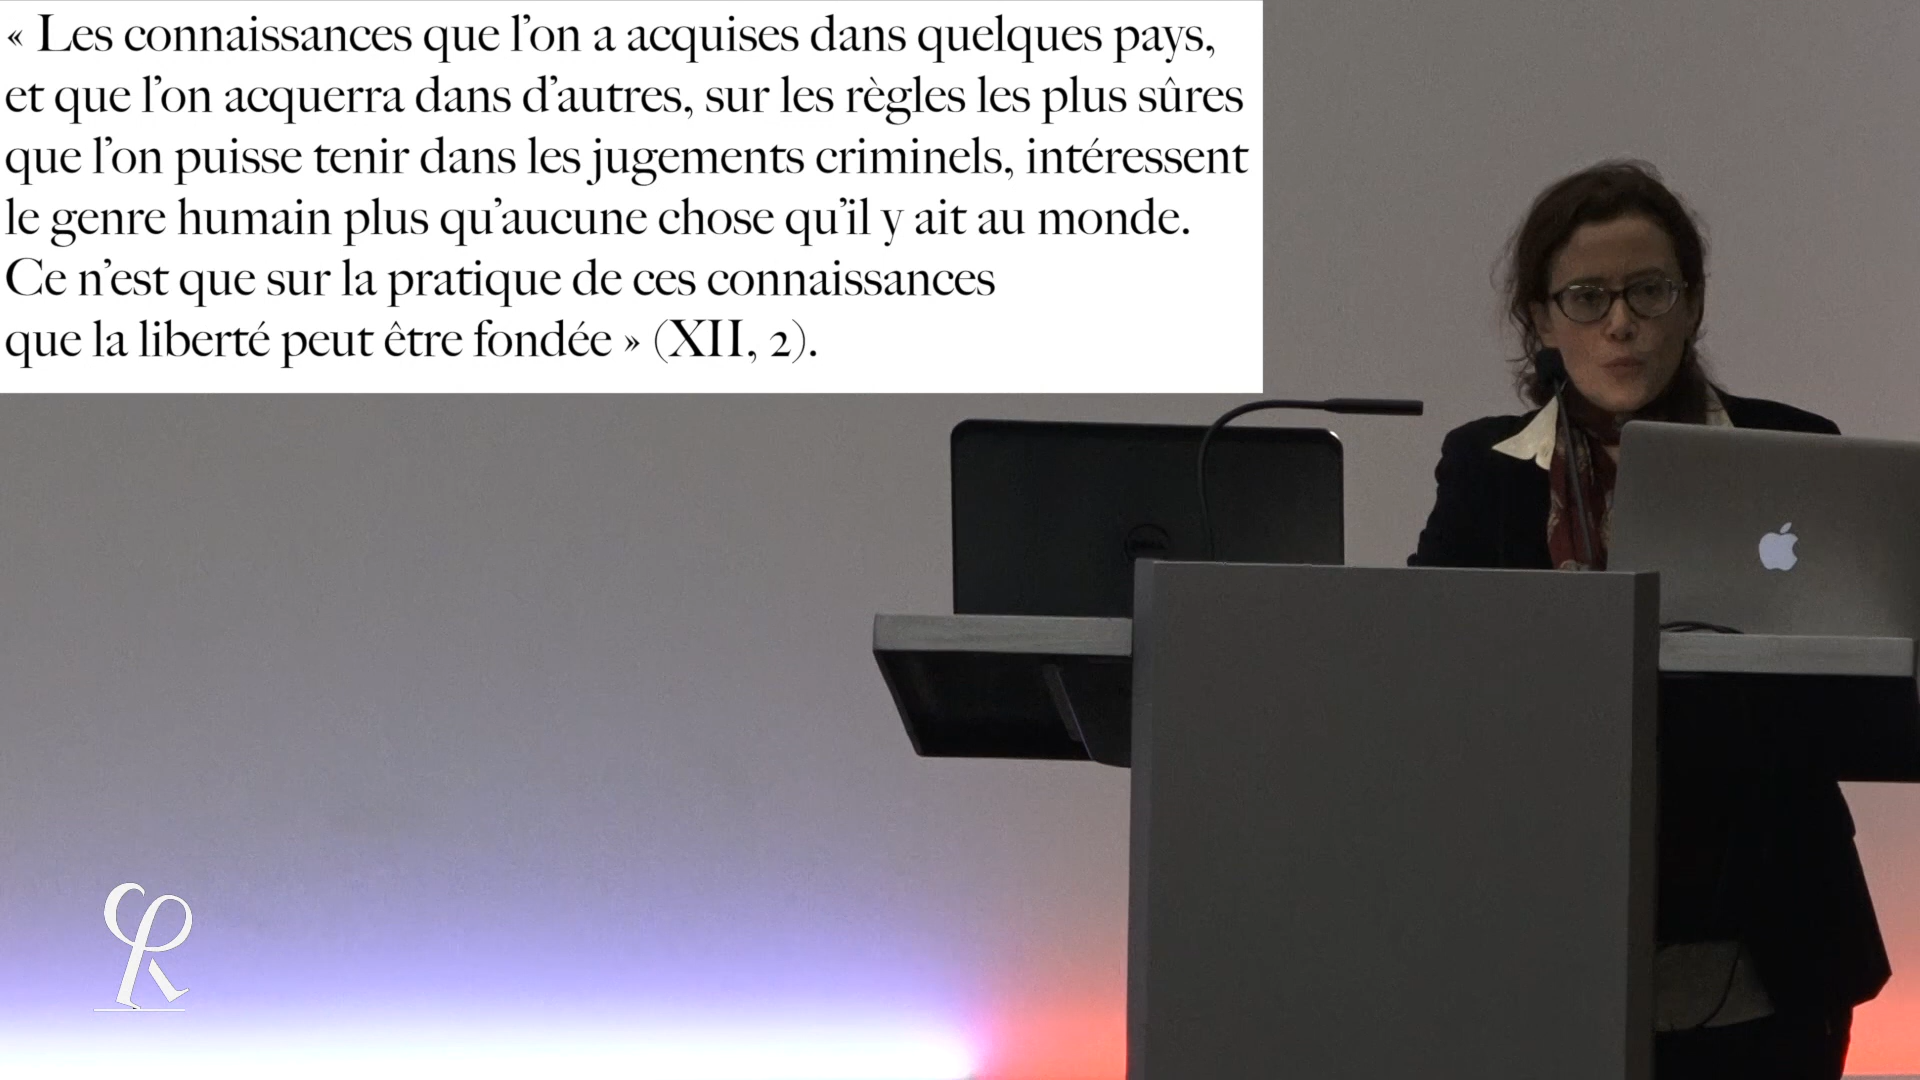 « Les connaissances que l'on a acquises dans quelques pays,
et que l'on acquerra dans d'autres, sur les règles les plus sûres
que l'on puisse tenir dans les jugements criminels, intéressent
le genre humain plus qu'aucune chose qu'il y ait au monde.
Ce n'est que sur la pratique de ces connaissances
que la liberté peut être fondée » (XII, 2).
DELL